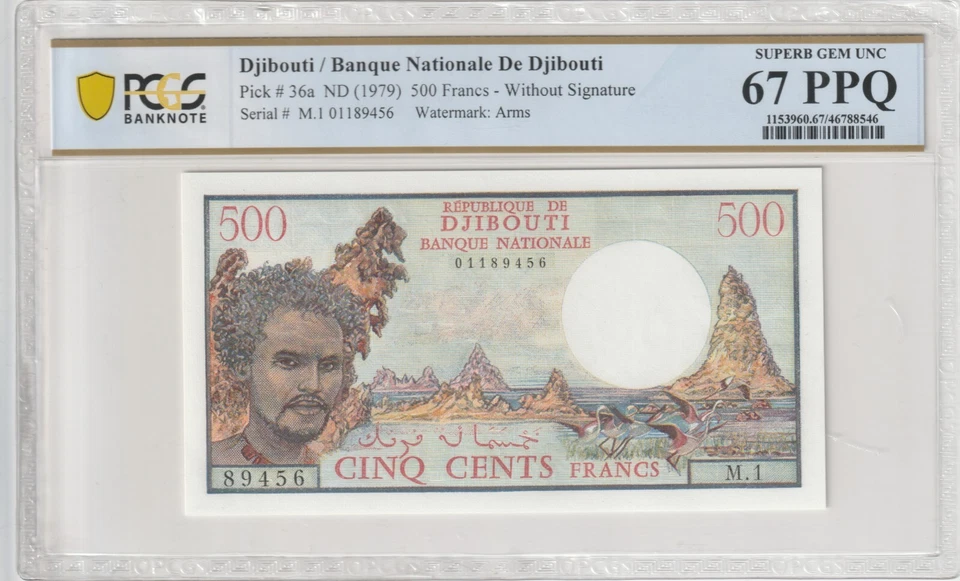 PCGS
BANKNOTE
Djibouti / Banque Nationale De Djibouti
Pick # 36a ND (1979) 500 Francs - Without Signature
Serial # M.1 01189456 Watermark: Arms
SUPERB GEM UNC
67 PPQ
1153960.67/46788546
500
RÉPUBLIQUE DE
DJIBOUTI
BANQUE NATIONALE
01189456
500
خمسمائة فرنك
CINQ CENTS FRANCS
89456
M.1